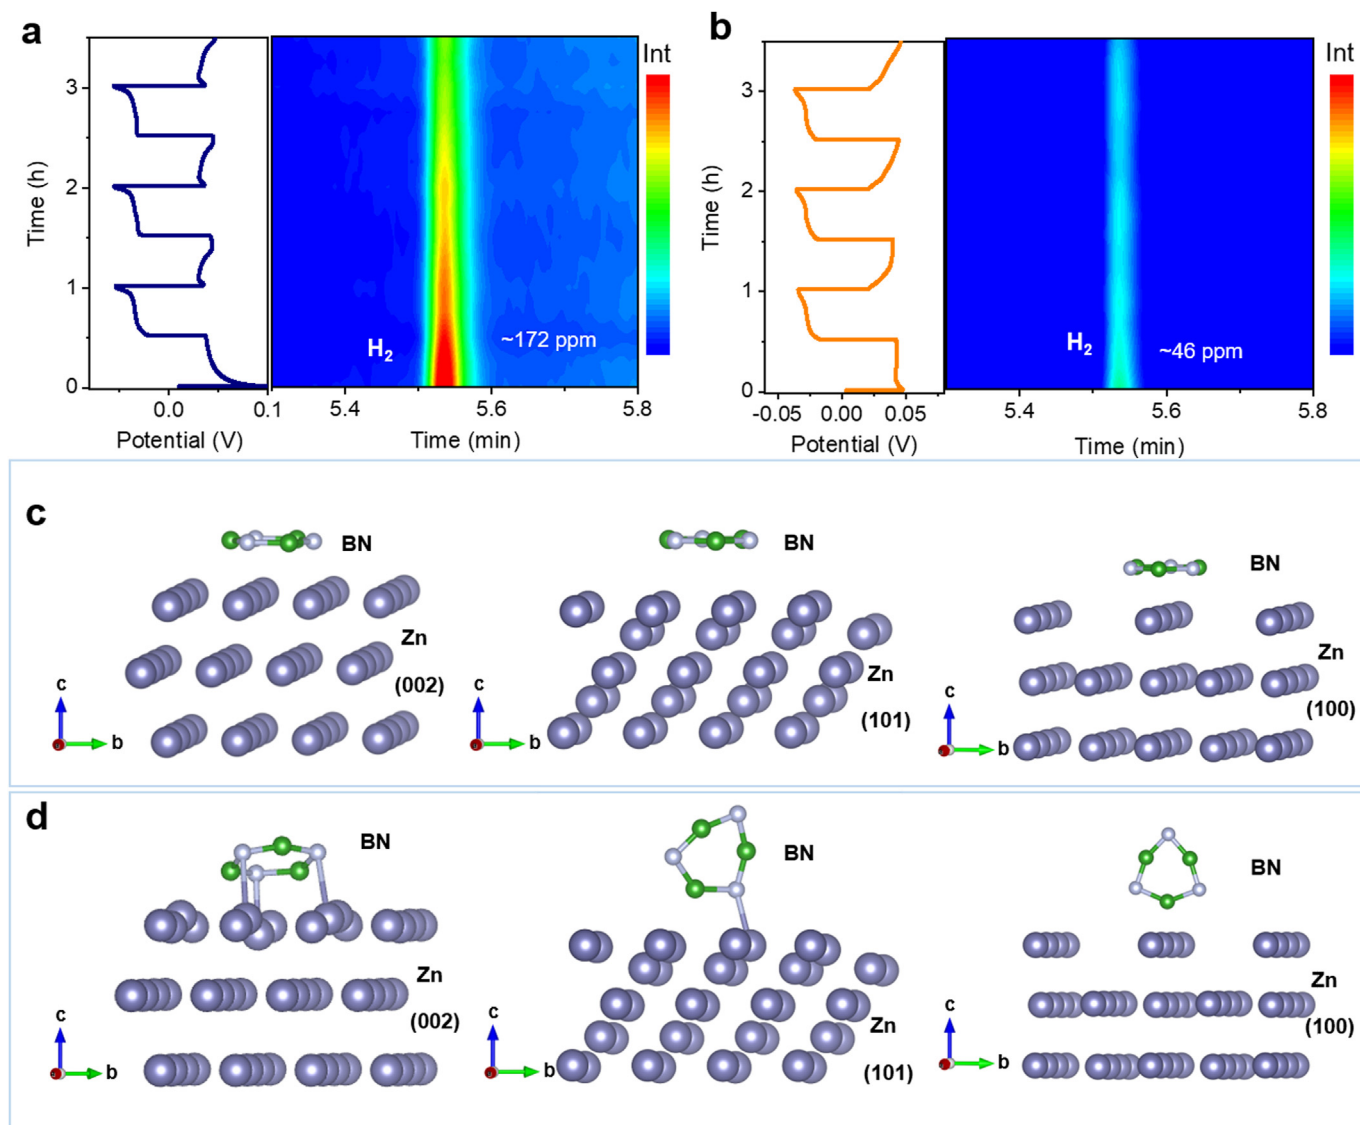 a
3
2
1
0
Time (h)
0.0
0.1
Potential (V)
H2
~172 ppm
5.4
5.6
5.8
Time (min)
Int
b
3
2
1
0
Time (h)
-0.05
0.00
0.05
Potential (V)
H2
~46 ppm
5.4
5.6
5.8
Time (min)
Int
c
BN
Zn
(002)
c
b
BN
Zn
(101)
c
b
BN
Zn
(100)
c
b
d
BN
Zn
(002)
c
b
BN
Zn
(101)
c
b
BN
Zn
(100)
c
b